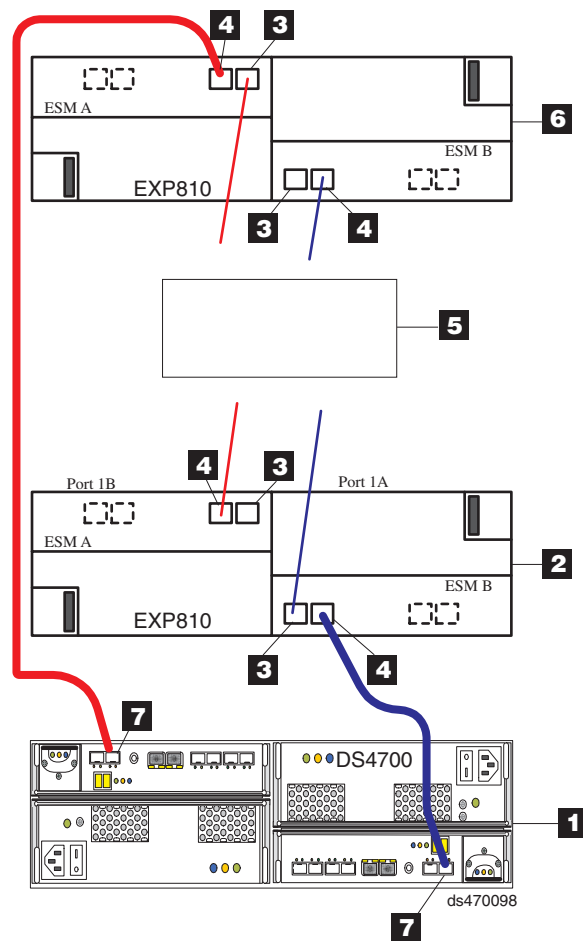 4 3
ESM A
6
ESM B
EXP810
3 4
5
4 3
Port 1B Port 1A
ESM A
2
ESM B
EXP810
3 4
7
DS4700
1
7
ds470098